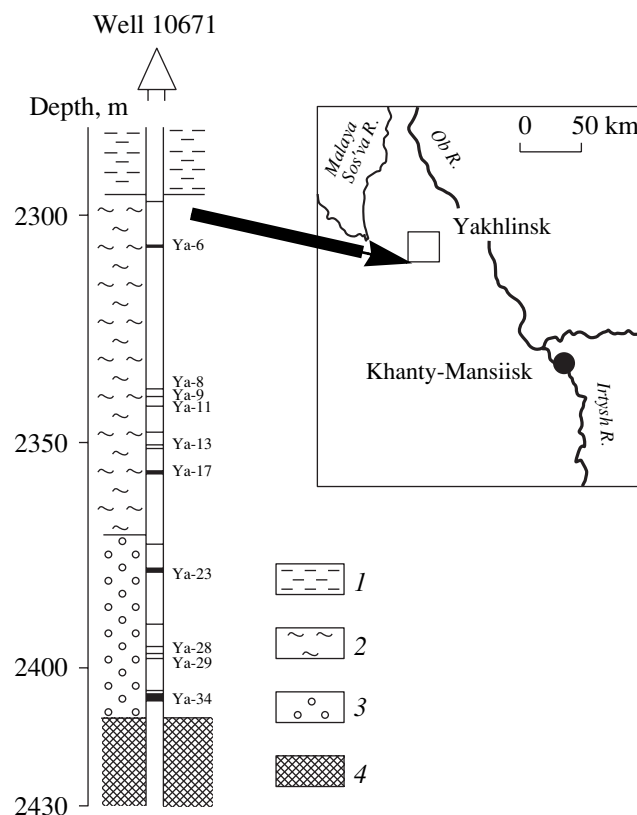 Well 10671
Depth, m
2300
2350
2400
2430
Ya-6
Ya-8
Ya-9
Ya-11
Ya-13
Ya-17
Ya-23
Ya-28
Ya-29
Ya-34
Malaya
Sos'va R.
Ob R.
0 50 km
Yakhlinsk
Khanty-Mansiisk
Irtysh R.
1
2
3
4